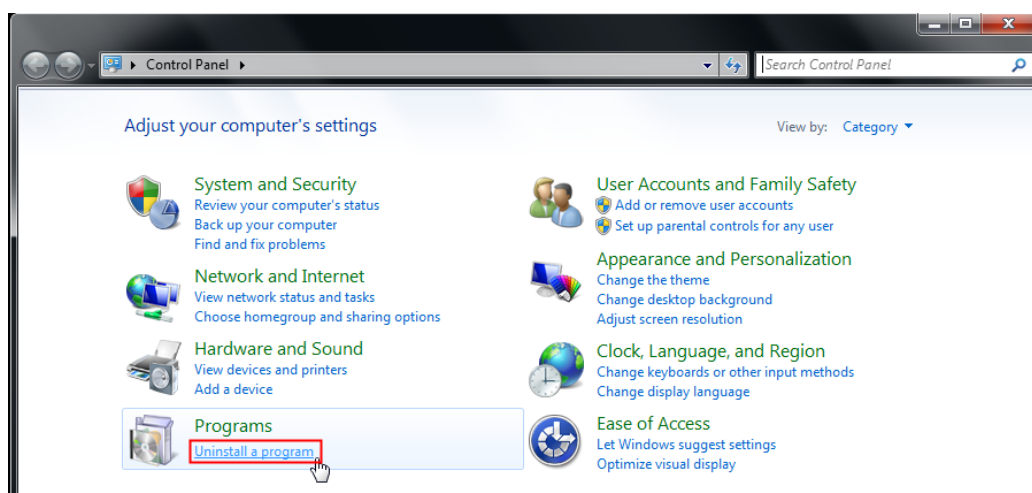 Control Panel
Search Control Panel
Adjust your computer's settings
View by: Category
System and Security
Review your computer's status
Back up your computer
Find and fix problems
Network and Internet
View network status and tasks
Choose homegroup and sharing options
Hardware and Sound
View devices and printers
Add a device
Programs
Uninstall a program
User Accounts and Family Safety
Add or remove user accounts
Set up parental controls for any user
Appearance and Personalization
Change the theme
Change desktop background
Adjust screen resolution
Clock, Language, and Region
Change keyboards or other input methods
Change display language
Ease of Access
Let Windows suggest settings
Optimize visual display